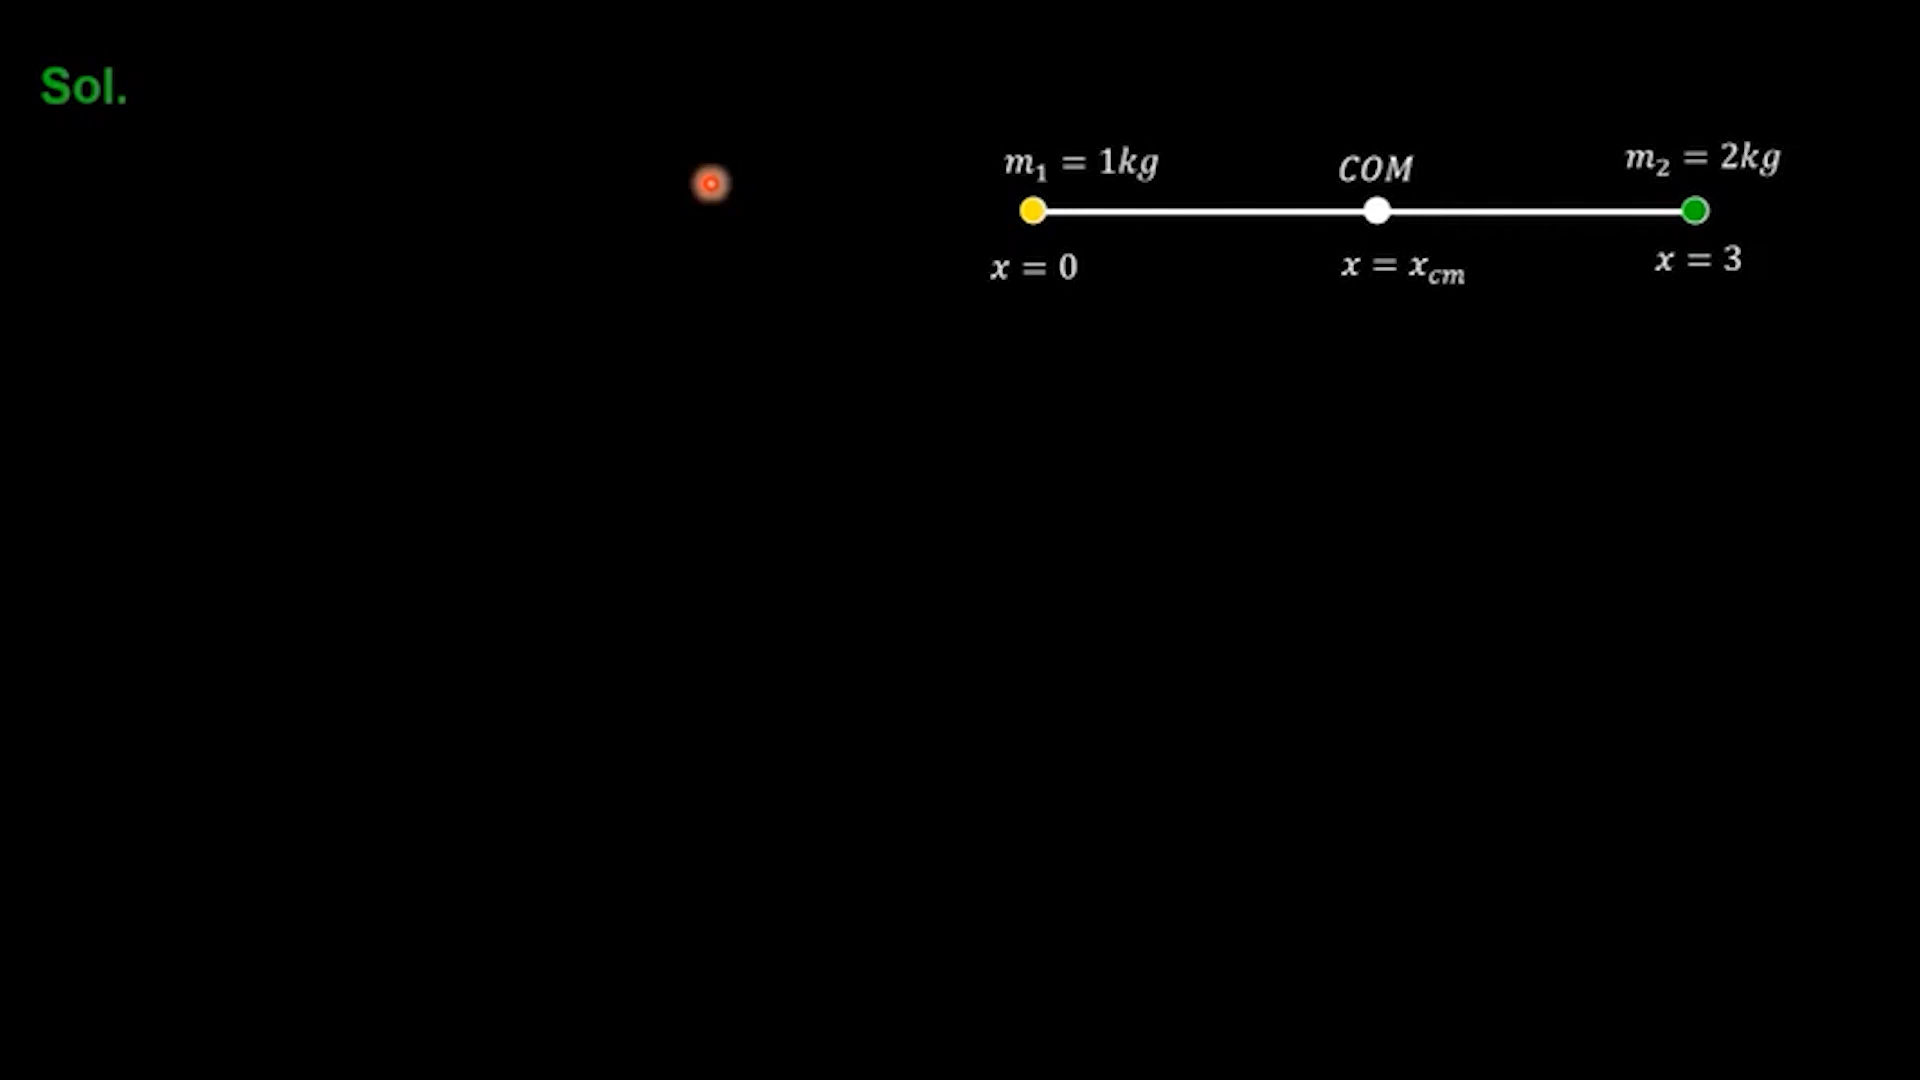 Sol.
m₁ = 1kg
COM
m₂ = 2kg
x = 0
x = x_cm
x = 3